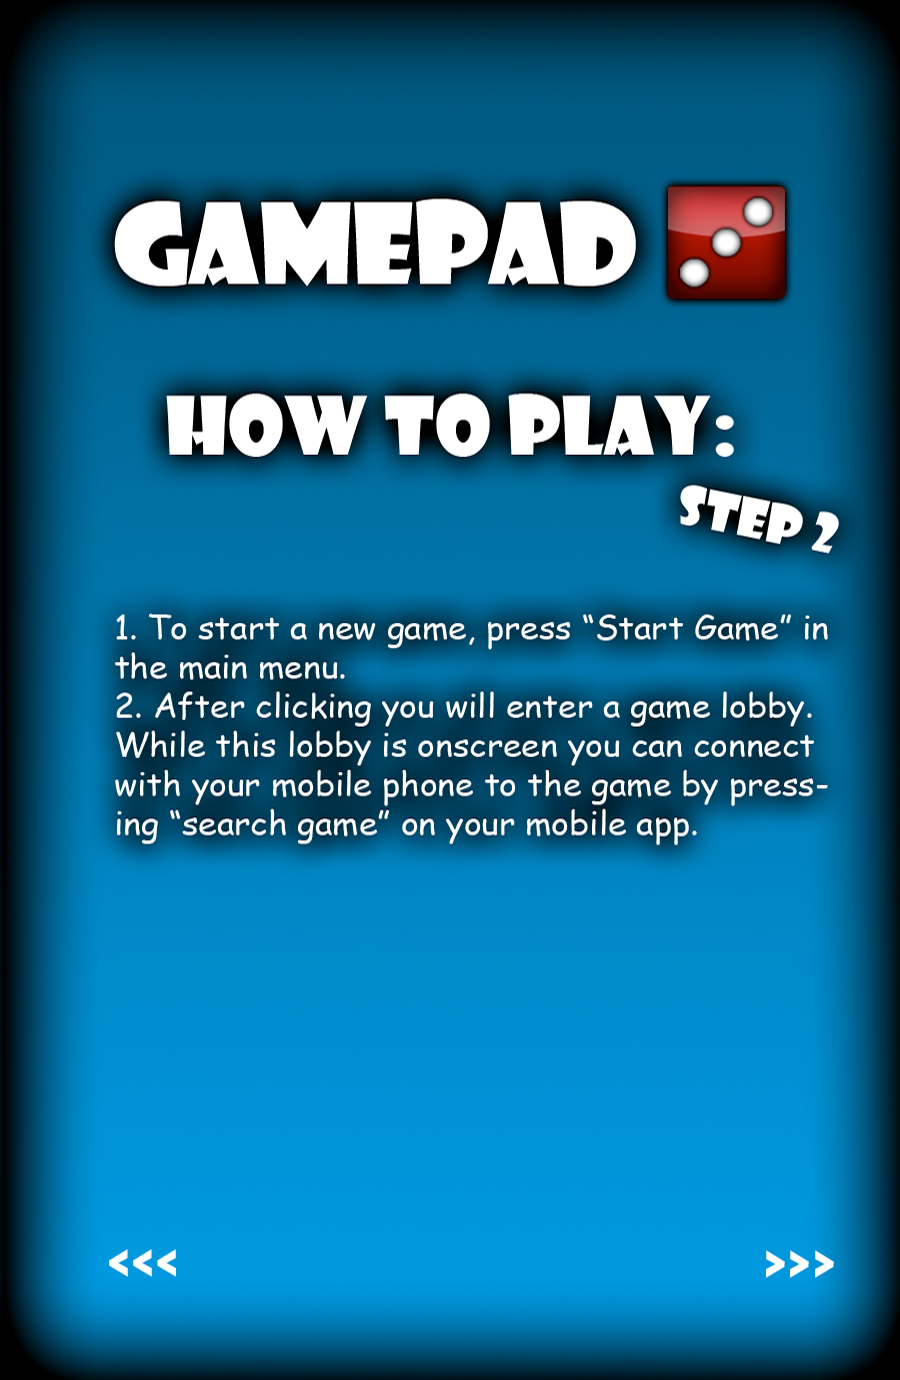 GAMEPAD
HOW TO PLAY:
STEP 2
1. To start a new game, press “Start Game” in
the main menu.
2. After clicking you will enter a game lobby.
While this lobby is onscreen you can connect
with your mobile phone to the game by press-
ing “search game” on your mobile app.
<<< >>>